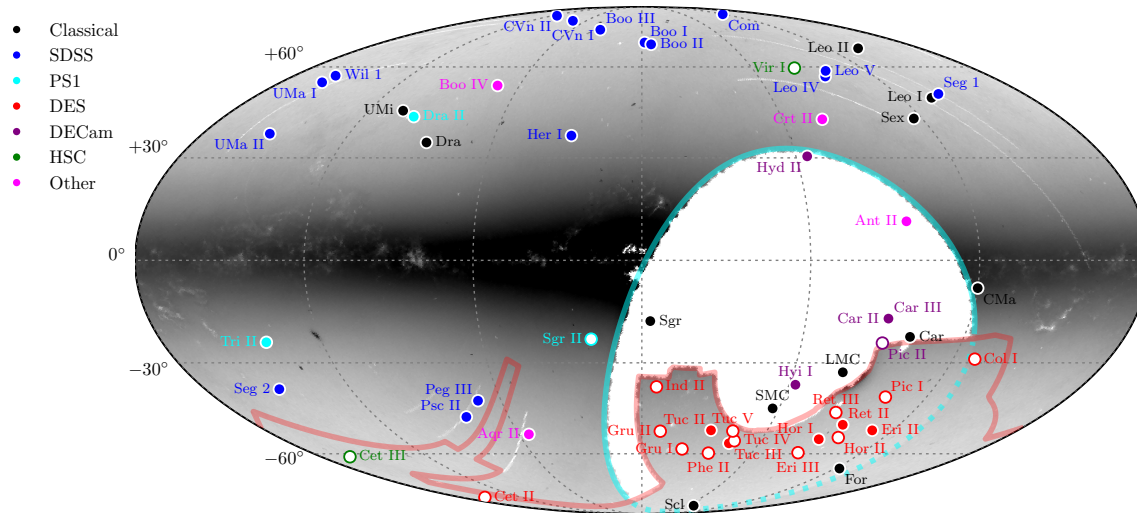 Classical
SDSS
PS1
DES
DECam
HSC
Other
+60°
+30°
0°
−30°
−60°
CVn II
CVn I
Boo III
Boo I
Boo II
Com
Leo II
Vir I
Leo V
Leo IV
Leo I
Seg 1
Sex
Crt II
Wil 1
UMa I
Boo IV
UMi
Dra II
Dra
UMa II
Her I
Hyd II
Ant II
CMa
Sgr
Car III
Car II
Car
Pic II
Tri II
Sgr II
LMC
Col I
Seg 2
Peg III
Psc II
Ind II
Hyi I
SMC
Pic I
Ret III
Ret II
Aqr II
Gru II
Tuc II
Tuc V
Tuc IV
Hor I
Eri II
Hor II
Gru I
Phe II
Tuc III
Eri III
Cet III
For
Cet II
Scl